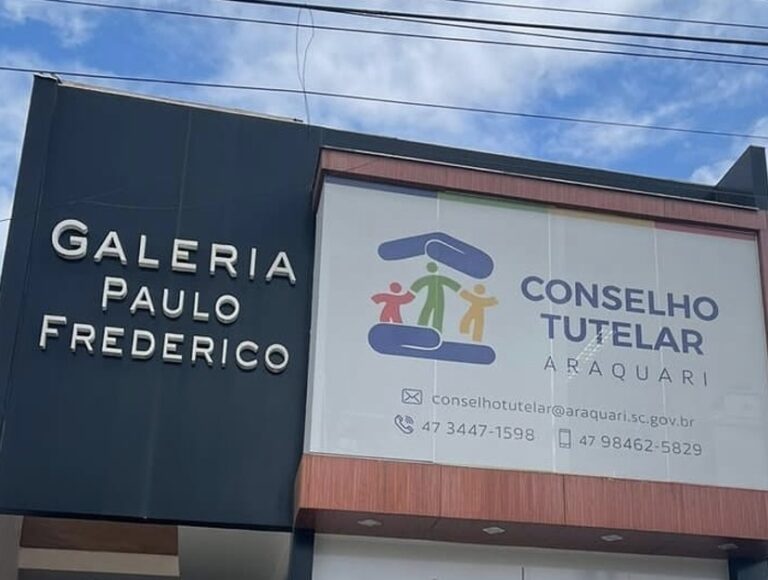 GALERIA
PAULO
FREDERICO
CONSELHO
TUTELAR
ARAQUARI
conselhotutelar@araquari.sc.gov.br
47 3447-1598
47 98462-5829